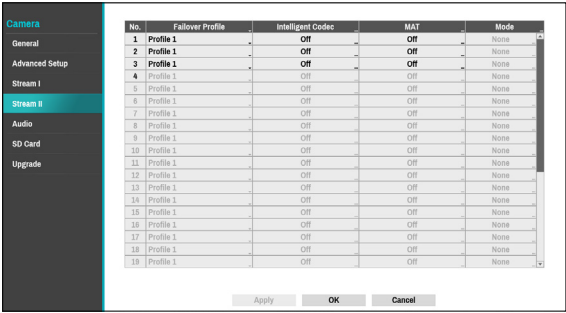 Camera
General
Advanced Setup
Stream I
Stream II
Audio
SD Card
Upgrade
No. Failover Profile Intelligent Codec MAT Mode
1 Profile 1 Off Off None
2 Profile 1 Off Off None
3 Profile 1 Off Off None
4 Profile 1 Off Off None
5 Profile 1 Off Off None
6 Profile 1 Off Off None
7 Profile 1 Off Off None
8 Profile 1 Off Off None
9 Profile 1 Off Off None
10 Profile 1 Off Off None
11 Profile 1 Off Off None
12 Profile 1 Off Off None
13 Profile 1 Off Off None
14 Profile 1 Off Off None
15 Profile 1 Off Off None
16 Profile 1 Off Off None
17 Profile 1 Off Off None
18 Profile 1 Off Off None
19 Profile 1 Off Off None
Apply OK Cancel